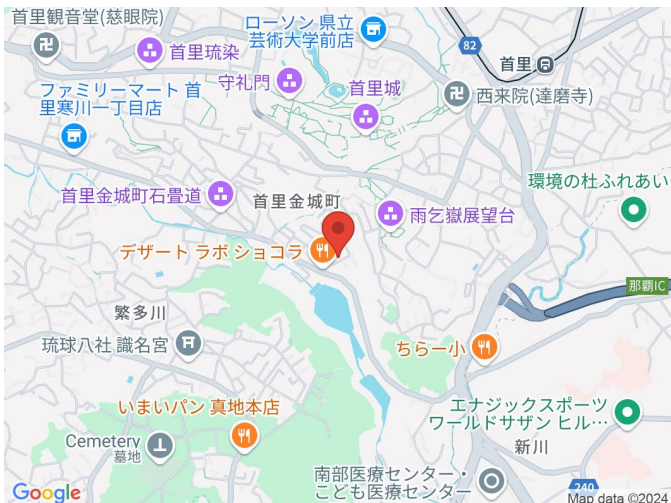 首里観音堂(慈眼院)
ローソン 県立
芸術大学前店
首里琉染
82
首里
守礼門
首里城
ファミリーマート 首
里寒川一丁目店
西来院(達磨寺)
首里金城町石畳道
首里金城町
環境の杜ふれあい
雨乞嶽展望台
デザート ラボ ショコラ
那覇IC
繁多川
琉球八社 識名宮
ちらー小
いまいパン 真地本店
エナジックスポーツ
ワールドサザン ヒル…
Cemetery
墓地
新川
南部医療センター・
こども医療センター
240
Google
Map data ©2024